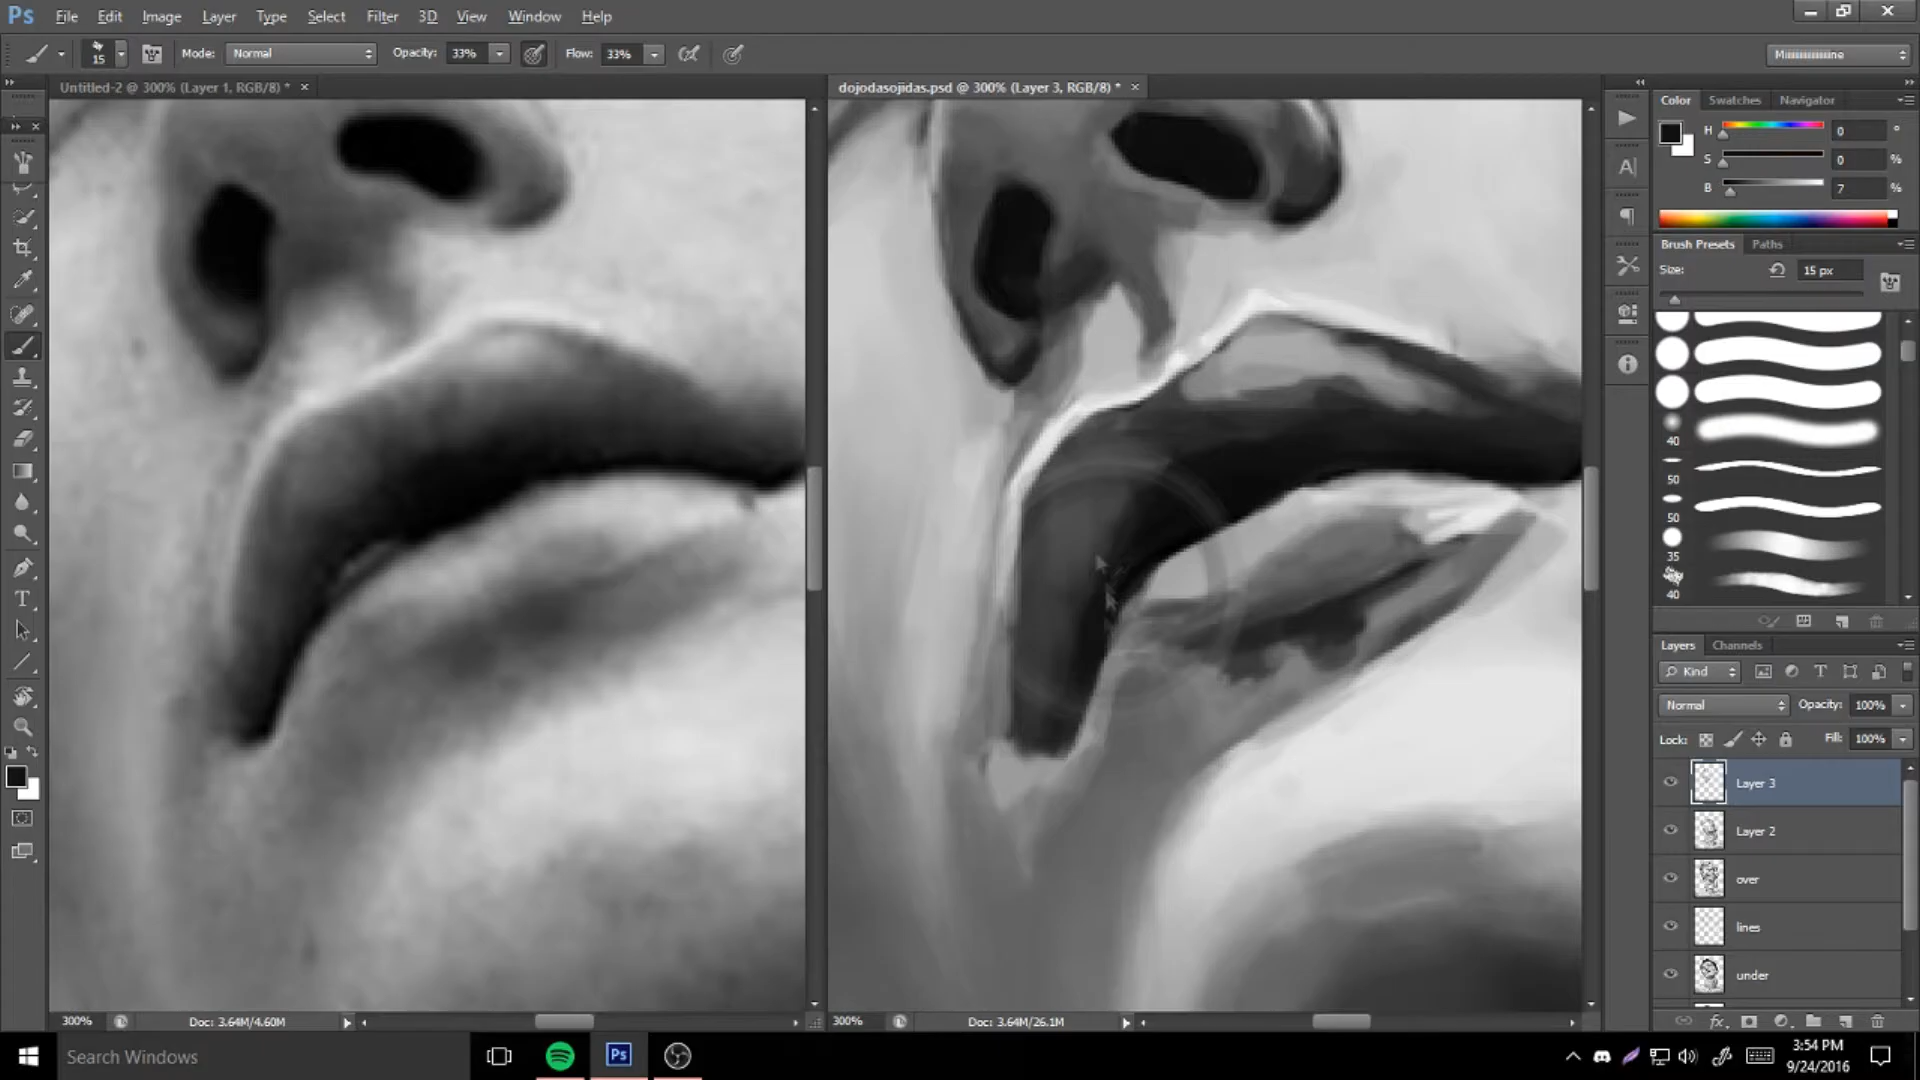 Ps File Edit Image Layer Type Select Filter 3D View Window Help
15 Mode: Normal Opacity: 33% Flow: 33%
Untitled-2 @ 300% (Layer 1, RGB/8) *
dojodasojidas.psd @ 300% (Layer 3, RGB/8) *
Color Swatches Navigator
H 0 °
S 0 %
B 7 %
Brush Presets Paths
Size: 15 px
40
50
50
35
40
Layers Channels
Kind
Normal Opacity: 100%
Lock: Fill: 100%
Layer 3
Layer 2
over
lines
under
fx
300% Doc: 3.64M/4.60M
300% Doc: 3.64M/26.1M
Search Windows
Ps
3:54 PM
9/24/2016